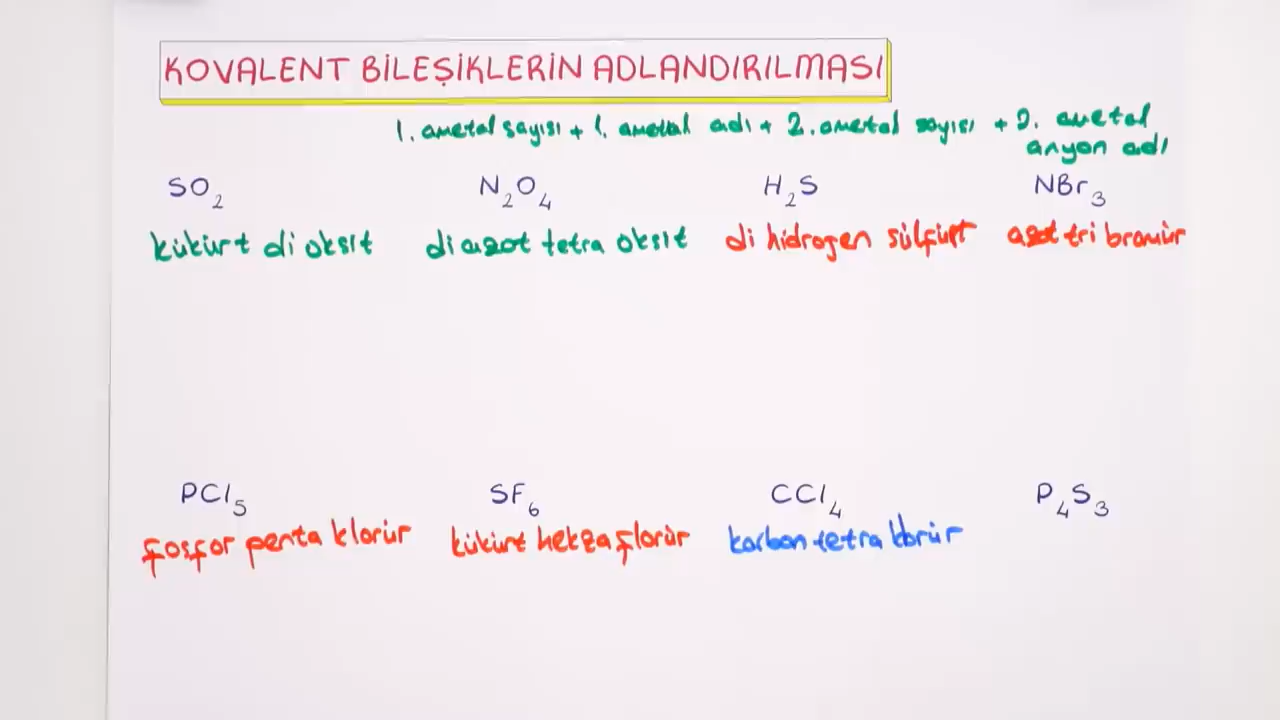 KOVALENT BİLEŞİKLERİN ADLANDIRILMASI
1. ametal sayısı + 1. ametal adı + 2. ametal sayısı + 2. ametal
anyon adı
SO₂ N₂O₄ H₂S NBr₃
kükürt di oksit di azot tetra oksit di hidrojen sülfür azot tri bromür
PCl₅ SF₆ CCl₄ P₄S₃
fosfor penta klorür kükürt hekza florür karbon tetra klorür